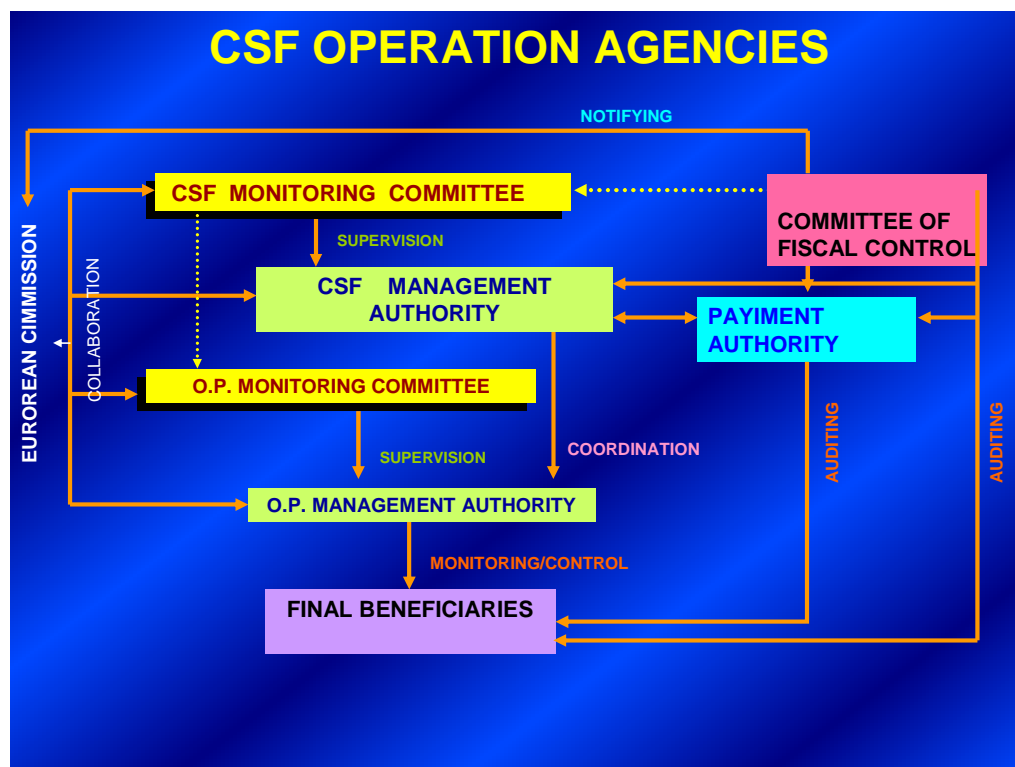 CSF OPERATION AGENCIES
NOTIFYING
CSF MONITORING COMMITTEE
COMMITTEE OF
FISCAL CONTROL
SUPERVISION
EUROREAN CIMMISSION
COLLABORATION
CSF MANAGEMENT
AUTHORITY
PAYIMENT
AUTHORITY
O.P. MONITORING COMMITTEE
SUPERVISION
COORDINATION
AUDITING
AUDITING
O.P. MANAGEMENT AUTHORITY
MONITORING/CONTROL
FINAL BENEFICIARIES